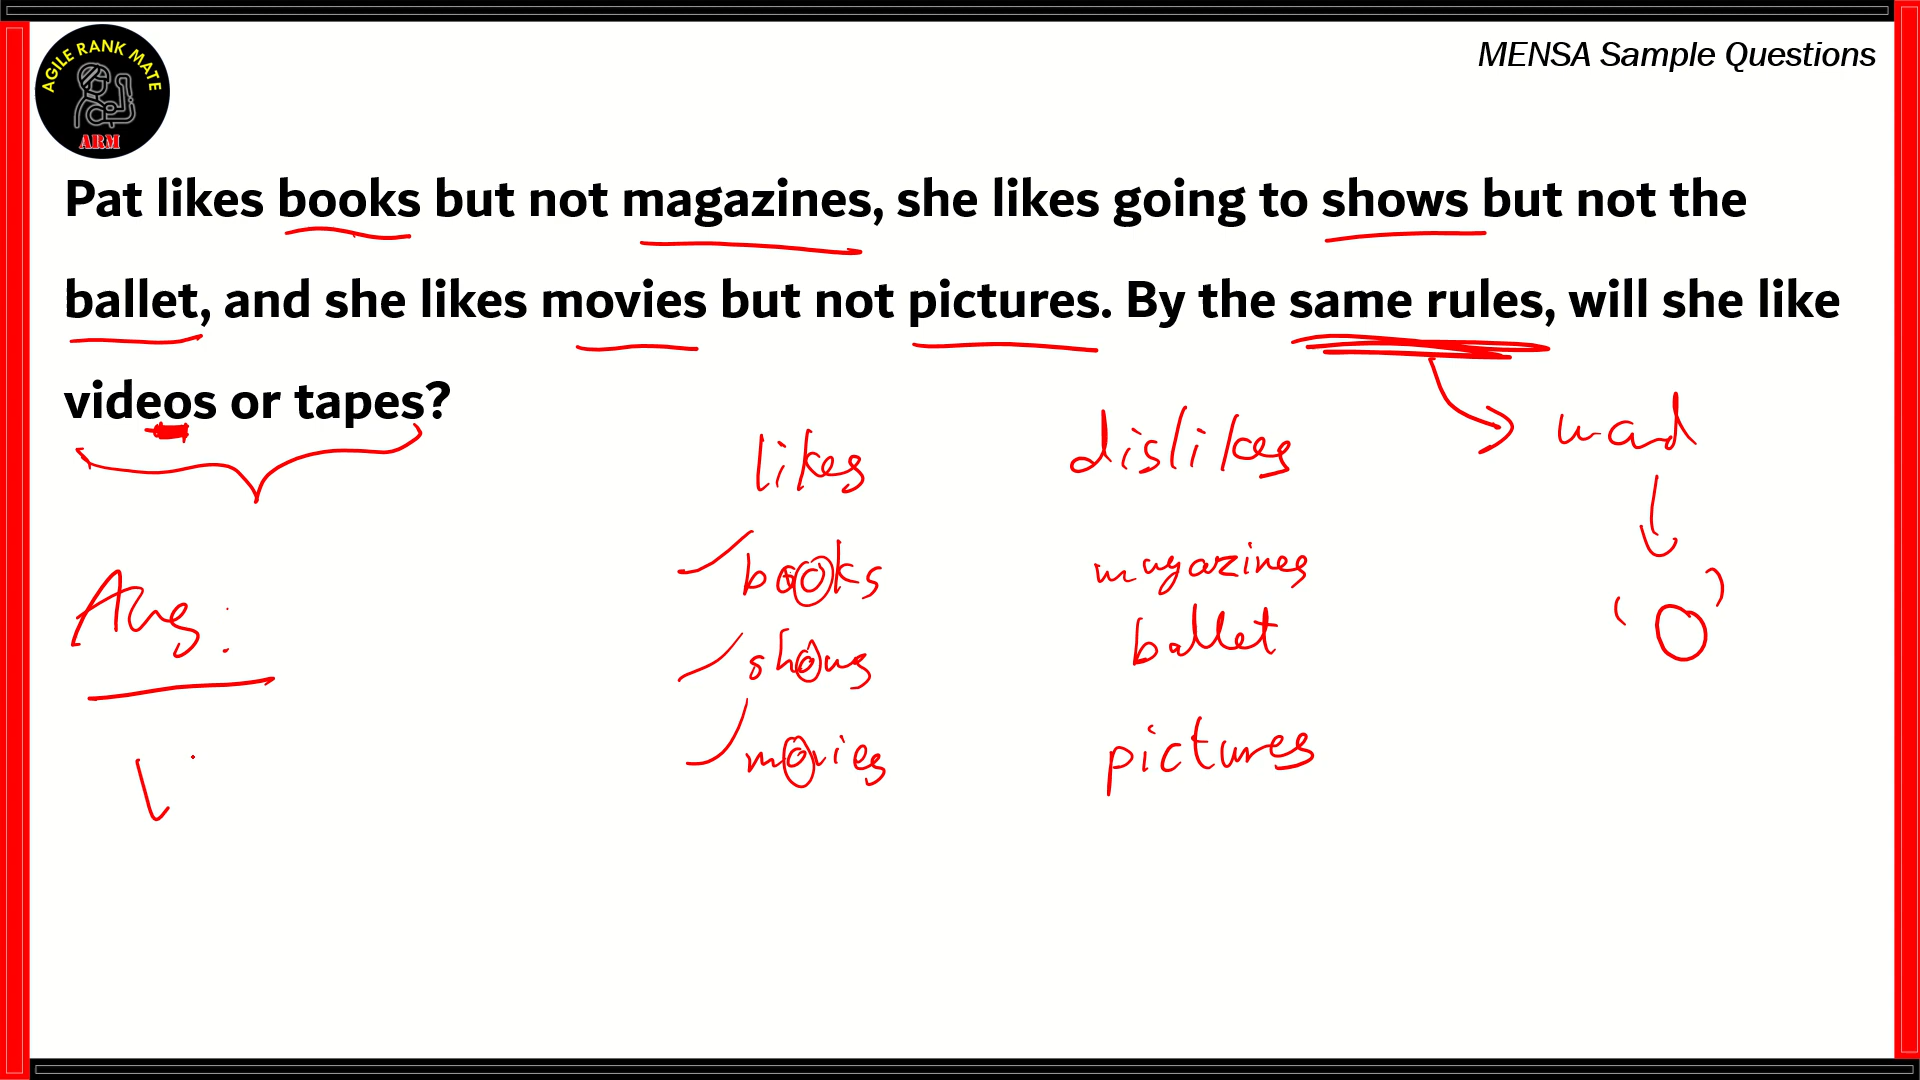 AGILE RANK MATE
ARM
MENSA Sample Questions
Pat likes books but not magazines, she likes going to shows but not the
ballet, and she likes movies but not pictures. By the same rules, will she like
videos or tapes?
likes
dislikes
books
magazines
shows
ballet
movies
pictures
Ans:
'O'